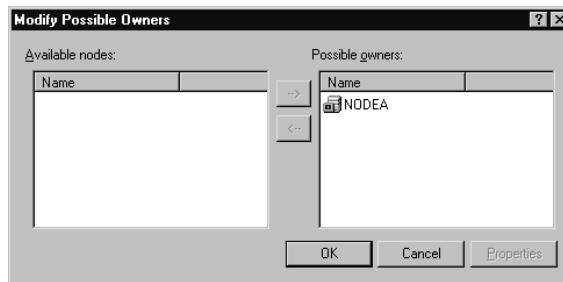 Modify Possible Owners
Available nodes: Possible owners:
Name Name
--> NODEA
<--
OK Cancel Properties